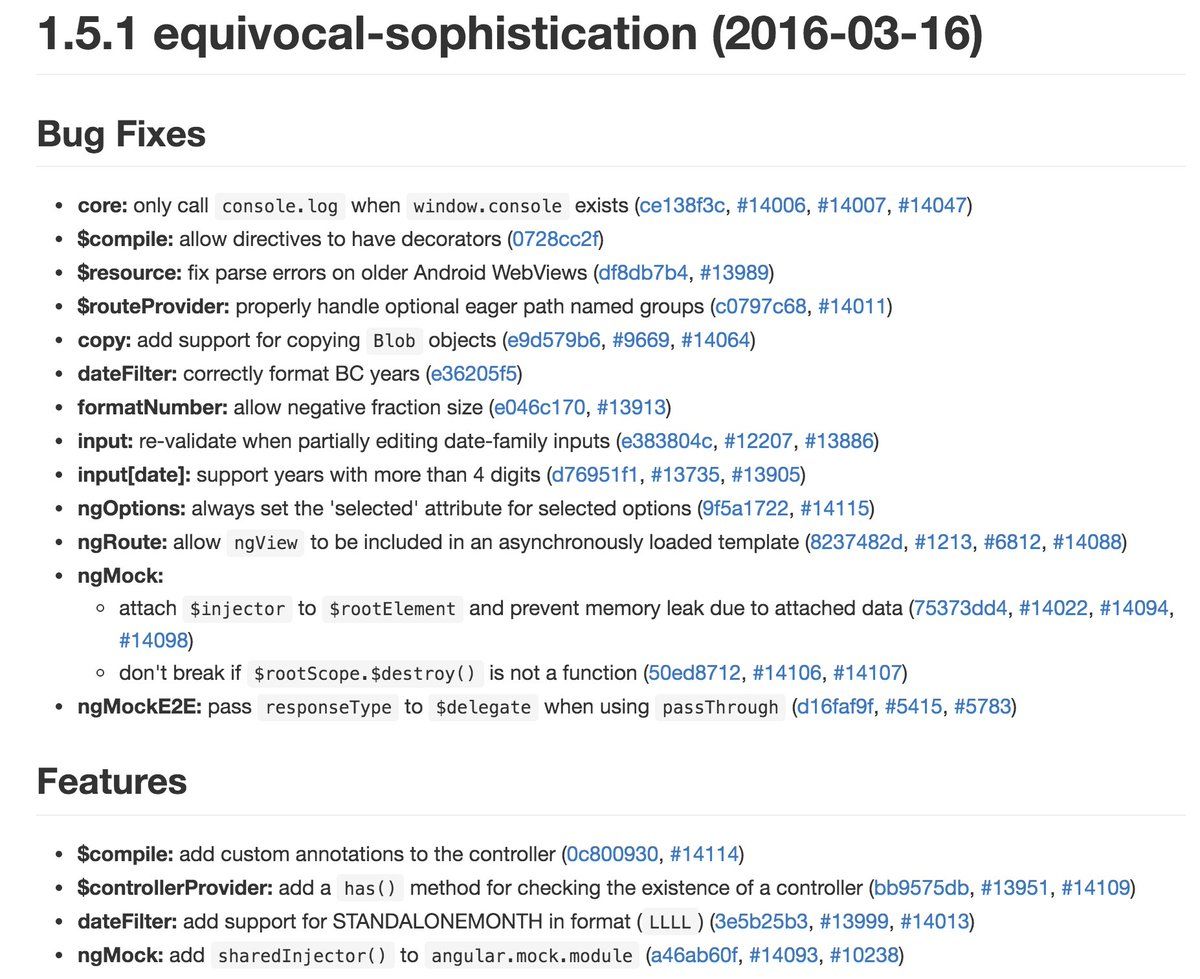 1.5.1 equivocal-sophistication (2016-03-16)
Bug Fixes
• core: only call console.log when window.console exists (ce138f3c, #14006, #14007, #14047)
• $compile: allow directives to have decorators (0728cc2f)
• $resource: fix parse errors on older Android WebViews (df8db7b4, #13989)
• $routeProvider: properly handle optional eager path named groups (c0797c68, #14011)
• copy: add support for copying Blob objects (e9d579b6, #9669, #14064)
• dateFilter: correctly format BC years (e36205f5)
• formatNumber: allow negative fraction size (e046c170, #13913)
• input: re-validate when partially editing date-family inputs (e383804c, #12207, #13886)
• input[date]: support years with more than 4 digits (d76951f1, #13735, #13905)
• ngOptions: always set the 'selected' attribute for selected options (9f5a1722, #14115)
• ngRoute: allow ngView to be included in an asynchronously loaded template (8237482d, #1213, #6812, #14088)
• ngMock:
◦ attach $injector to $rootElement and prevent memory leak due to attached data (75373dd4, #14022, #14094,
#14098)
◦ don't break if $rootScope.$destroy() is not a function (50ed8712, #14106, #14107)
• ngMockE2E: pass responseType to $delegate when using passThrough (d16faf9f, #5415, #5783)
Features
• $compile: add custom annotations to the controller (0c800930, #14114)
• $controllerProvider: add a has() method for checking the existence of a controller (bb9575db, #13951, #14109)
• dateFilter: add support for STANDALONEMONTH in format ( LLLL ) (3e5b25b3, #13999, #14013)
• ngMock: add sharedInjector() to angular.mock.module (a46ab60f, #14093, #10238)